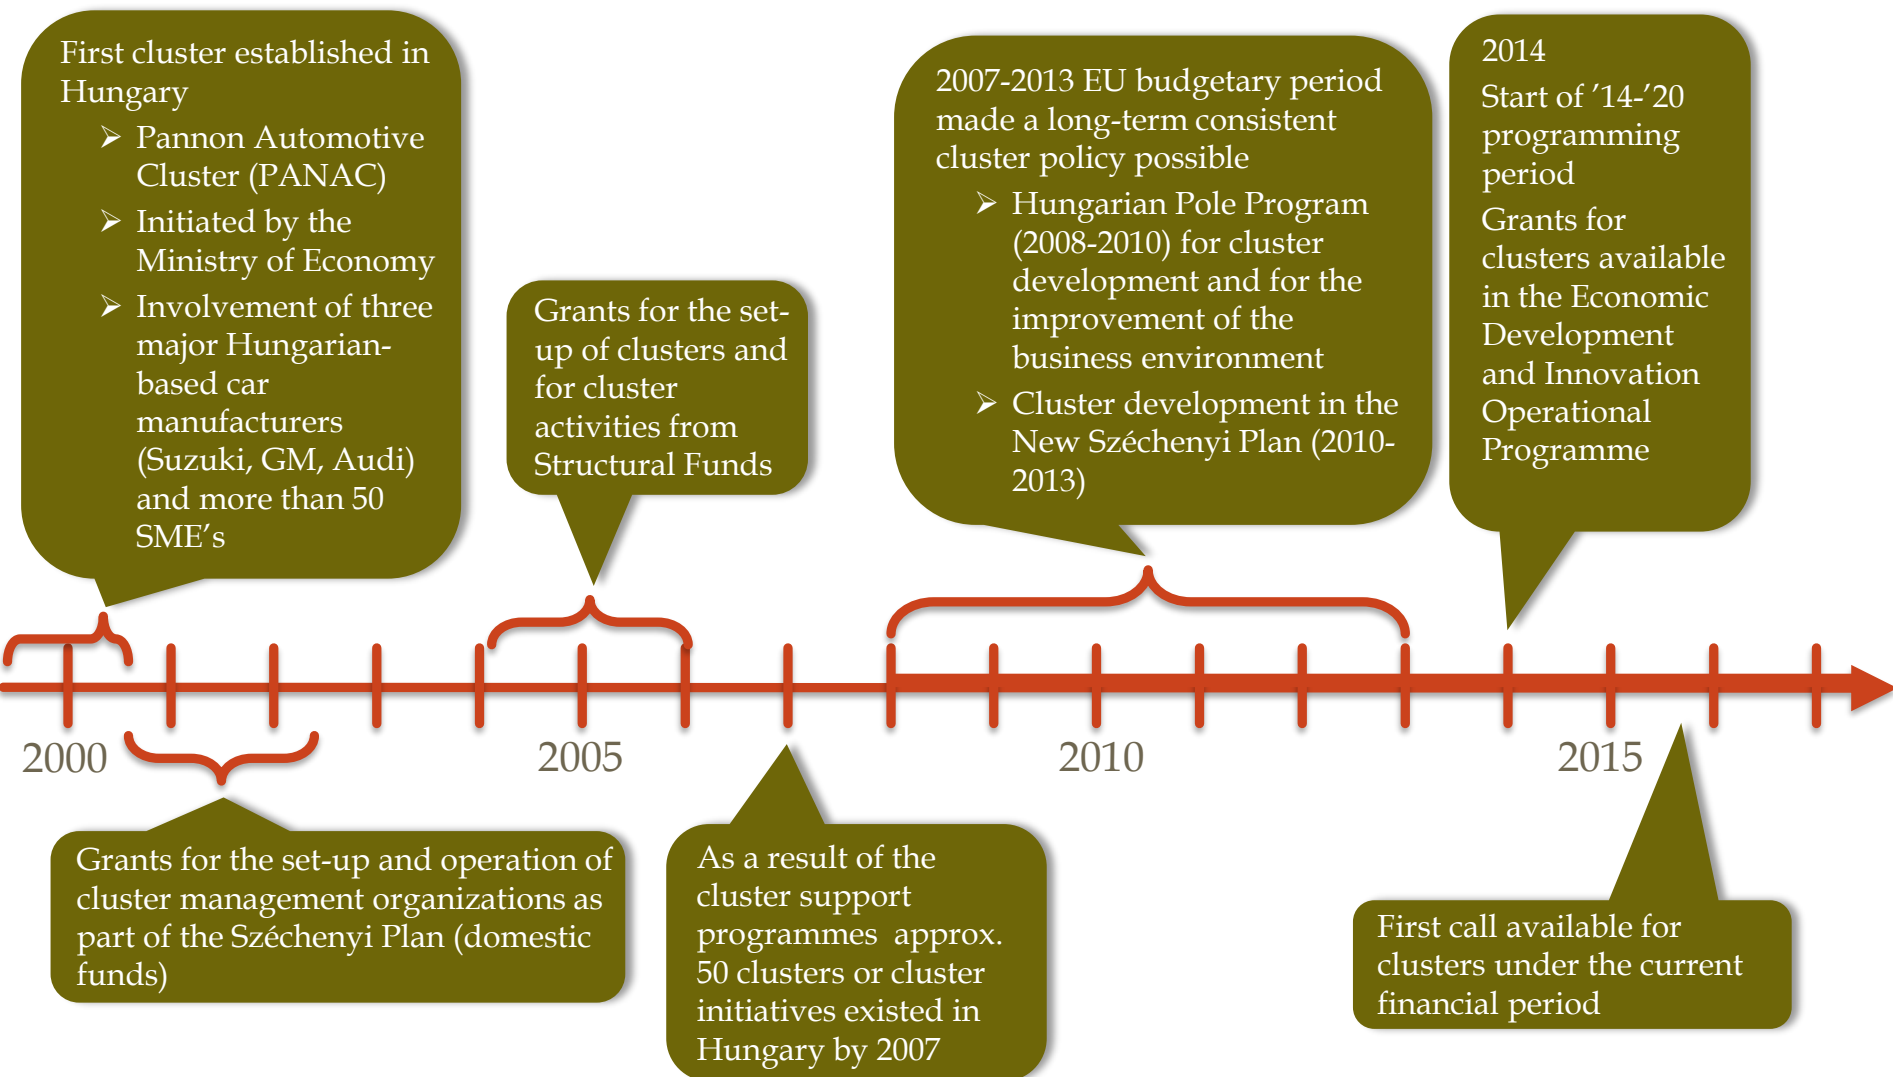 First cluster established in
Hungary
➢ Pannon Automotive
Cluster (PANAC)
➢ Initiated by the
Ministry of Economy
➢ Involvement of three
major Hungarian-
based car
manufacturers
(Suzuki, GM, Audi)
and more than 50
SME’s
Grants for the set-
up of clusters and
for cluster
activities from
Structural Funds
2007-2013 EU budgetary period
made a long-term consistent
cluster policy possible
➢ Hungarian Pole Program
(2008-2010) for cluster
development and for the
improvement of the
business environment
➢ Cluster development in the
New Széchenyi Plan (2010-
2013)
2014
Start of ’14-’20
programming
period
Grants for
clusters available
in the Economic
Development
and Innovation
Operational
Programme
2000
2005
2010
2015
Grants for the set-up and operation of
cluster management organizations as
part of the Széchenyi Plan (domestic
funds)
As a result of the
cluster support
programmes  approx.
50 clusters or cluster
initiatives existed in
Hungary by 2007
First call available for
clusters under the current
financial period